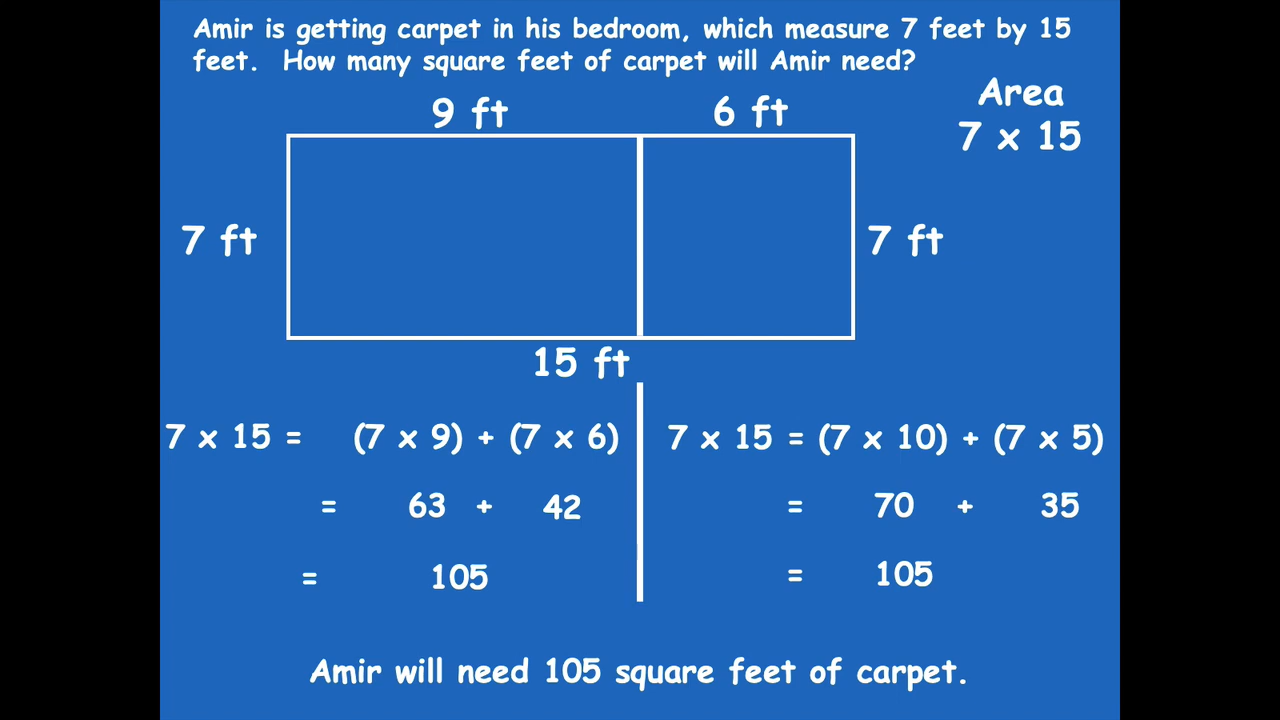 Amir is getting carpet in his bedroom, which measure 7 feet by 15
feet. How many square feet of carpet will Amir need?
Area
7 x 15
9 ft
6 ft
7 ft
7 ft
15 ft
7 x 15 = (7 x 9) + (7 x 6)
= 63 + 42
= 105
7 x 15 = (7 x 10) + (7 x 5)
= 70 + 35
= 105
Amir will need 105 square feet of carpet.